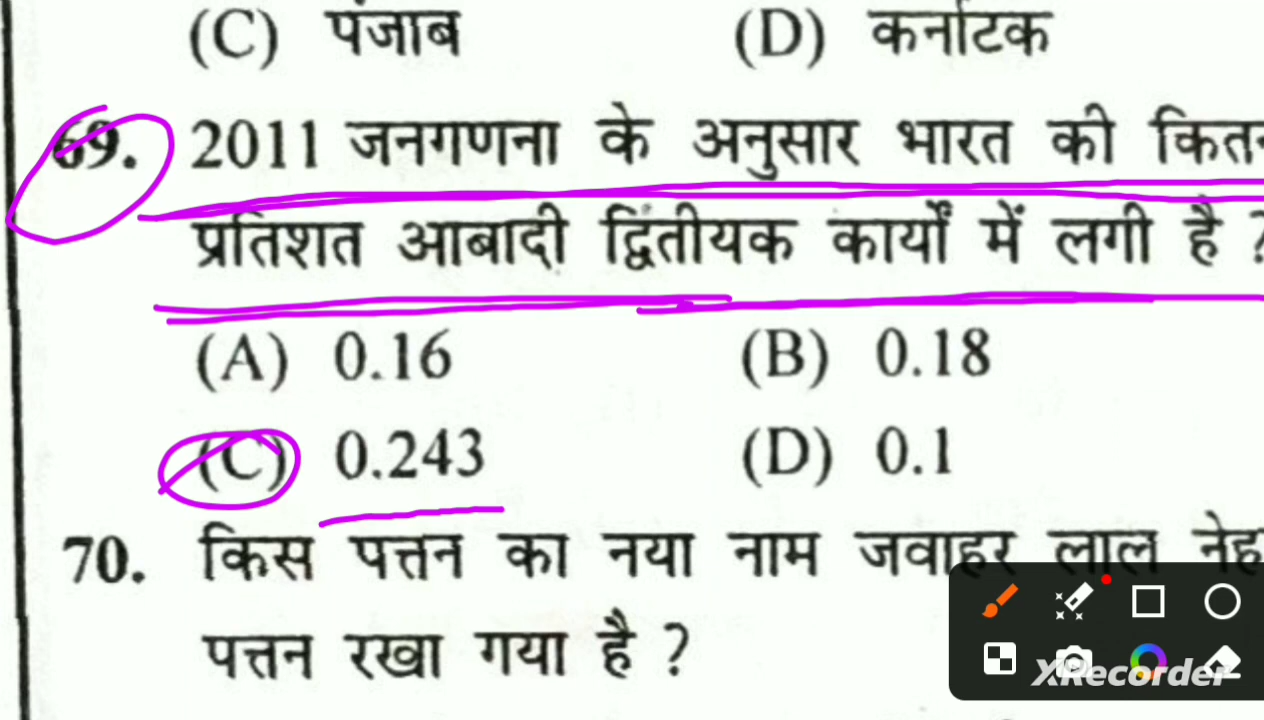 (C) पंजाब (D) कर्नाटक
69. 2011 जनगणना के अनुसार भारत की
प्रतिशत आबादी द्वितीयक कार्यों में लगी है ?
(A) 0.16 (B) 0.18
(C) 0.243 (D) 0.1
70. किस पत्तन का नया नाम जवाहर लाल
पत्तन रखा गया है ?
XRecorder